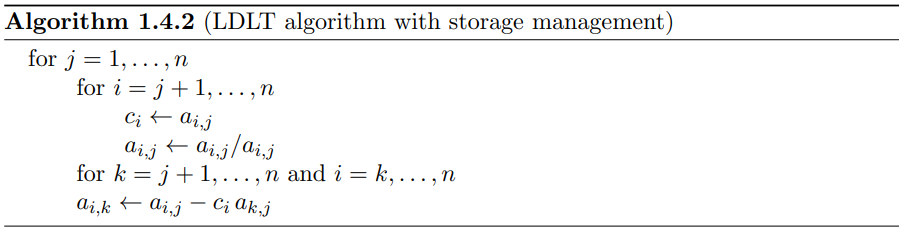 Algorithm 1.4.2 (LDLT algorithm with storage management)
for j = 1, . . . , n
for i = j + 1, . . . , n
c_i ← a_{i,j}
a_{i,j} ← a_{i,j}/a_{i,j}
for k = j + 1, . . . , n and i = k, . . . , n
a_{i,k} ← a_{i,j} − c_i a_{k,j}